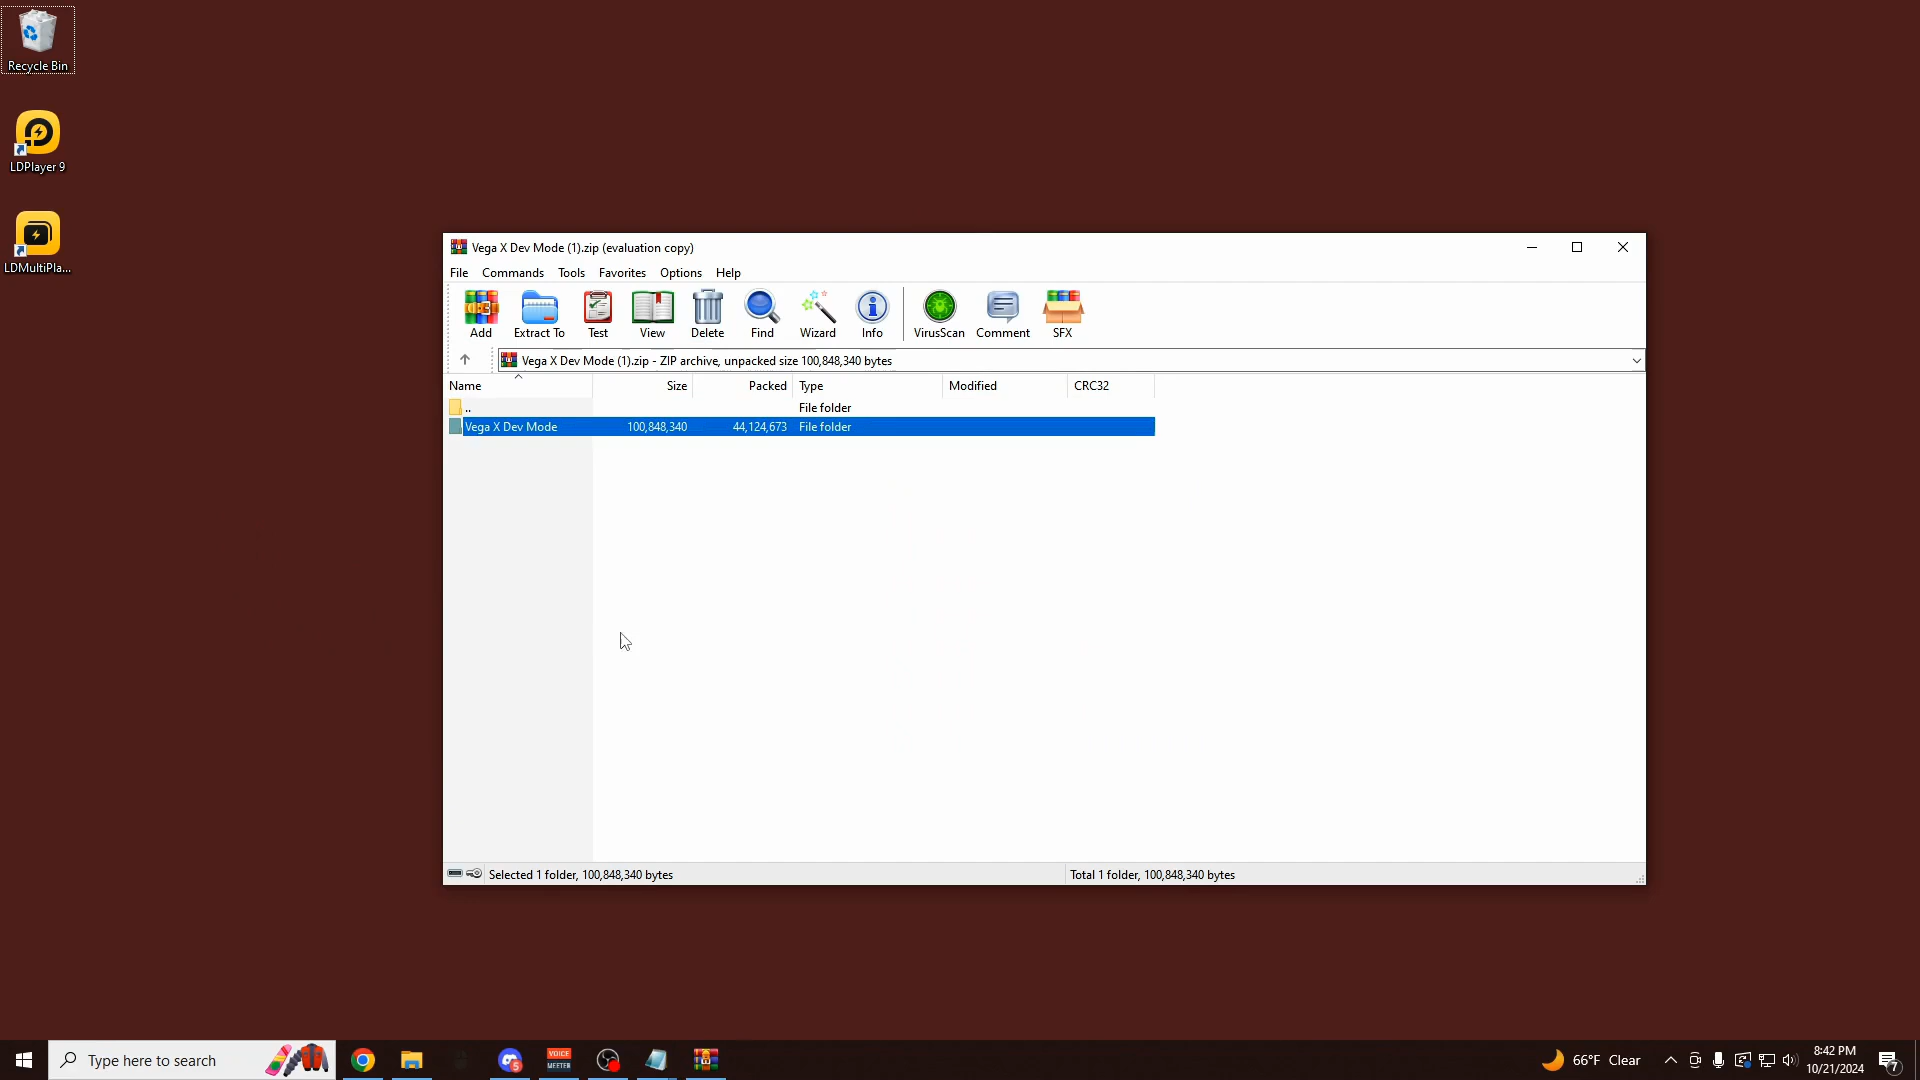 Recycle Bin
LDPlayer 9
LDMultiPla...
Vega X Dev Mode (1).zip (evaluation copy)
File Commands Tools Favorites Options Help
Add Extract To Test View Delete Find Wizard Info VirusScan Comment SFX
Vega X Dev Mode (1).zip - ZIP archive, unpacked size 100,848,340 bytes
Name Size Packed Type Modified CRC32
.. File folder
Vega X Dev Mode 100,848,340 44,124,673 File folder
Selected 1 folder, 100,848,340 bytes Total 1 folder, 100,848,340 bytes
Type here to search
5
VOICE
MEETER
66°F Clear
8:42 PM
10/21/2024
7